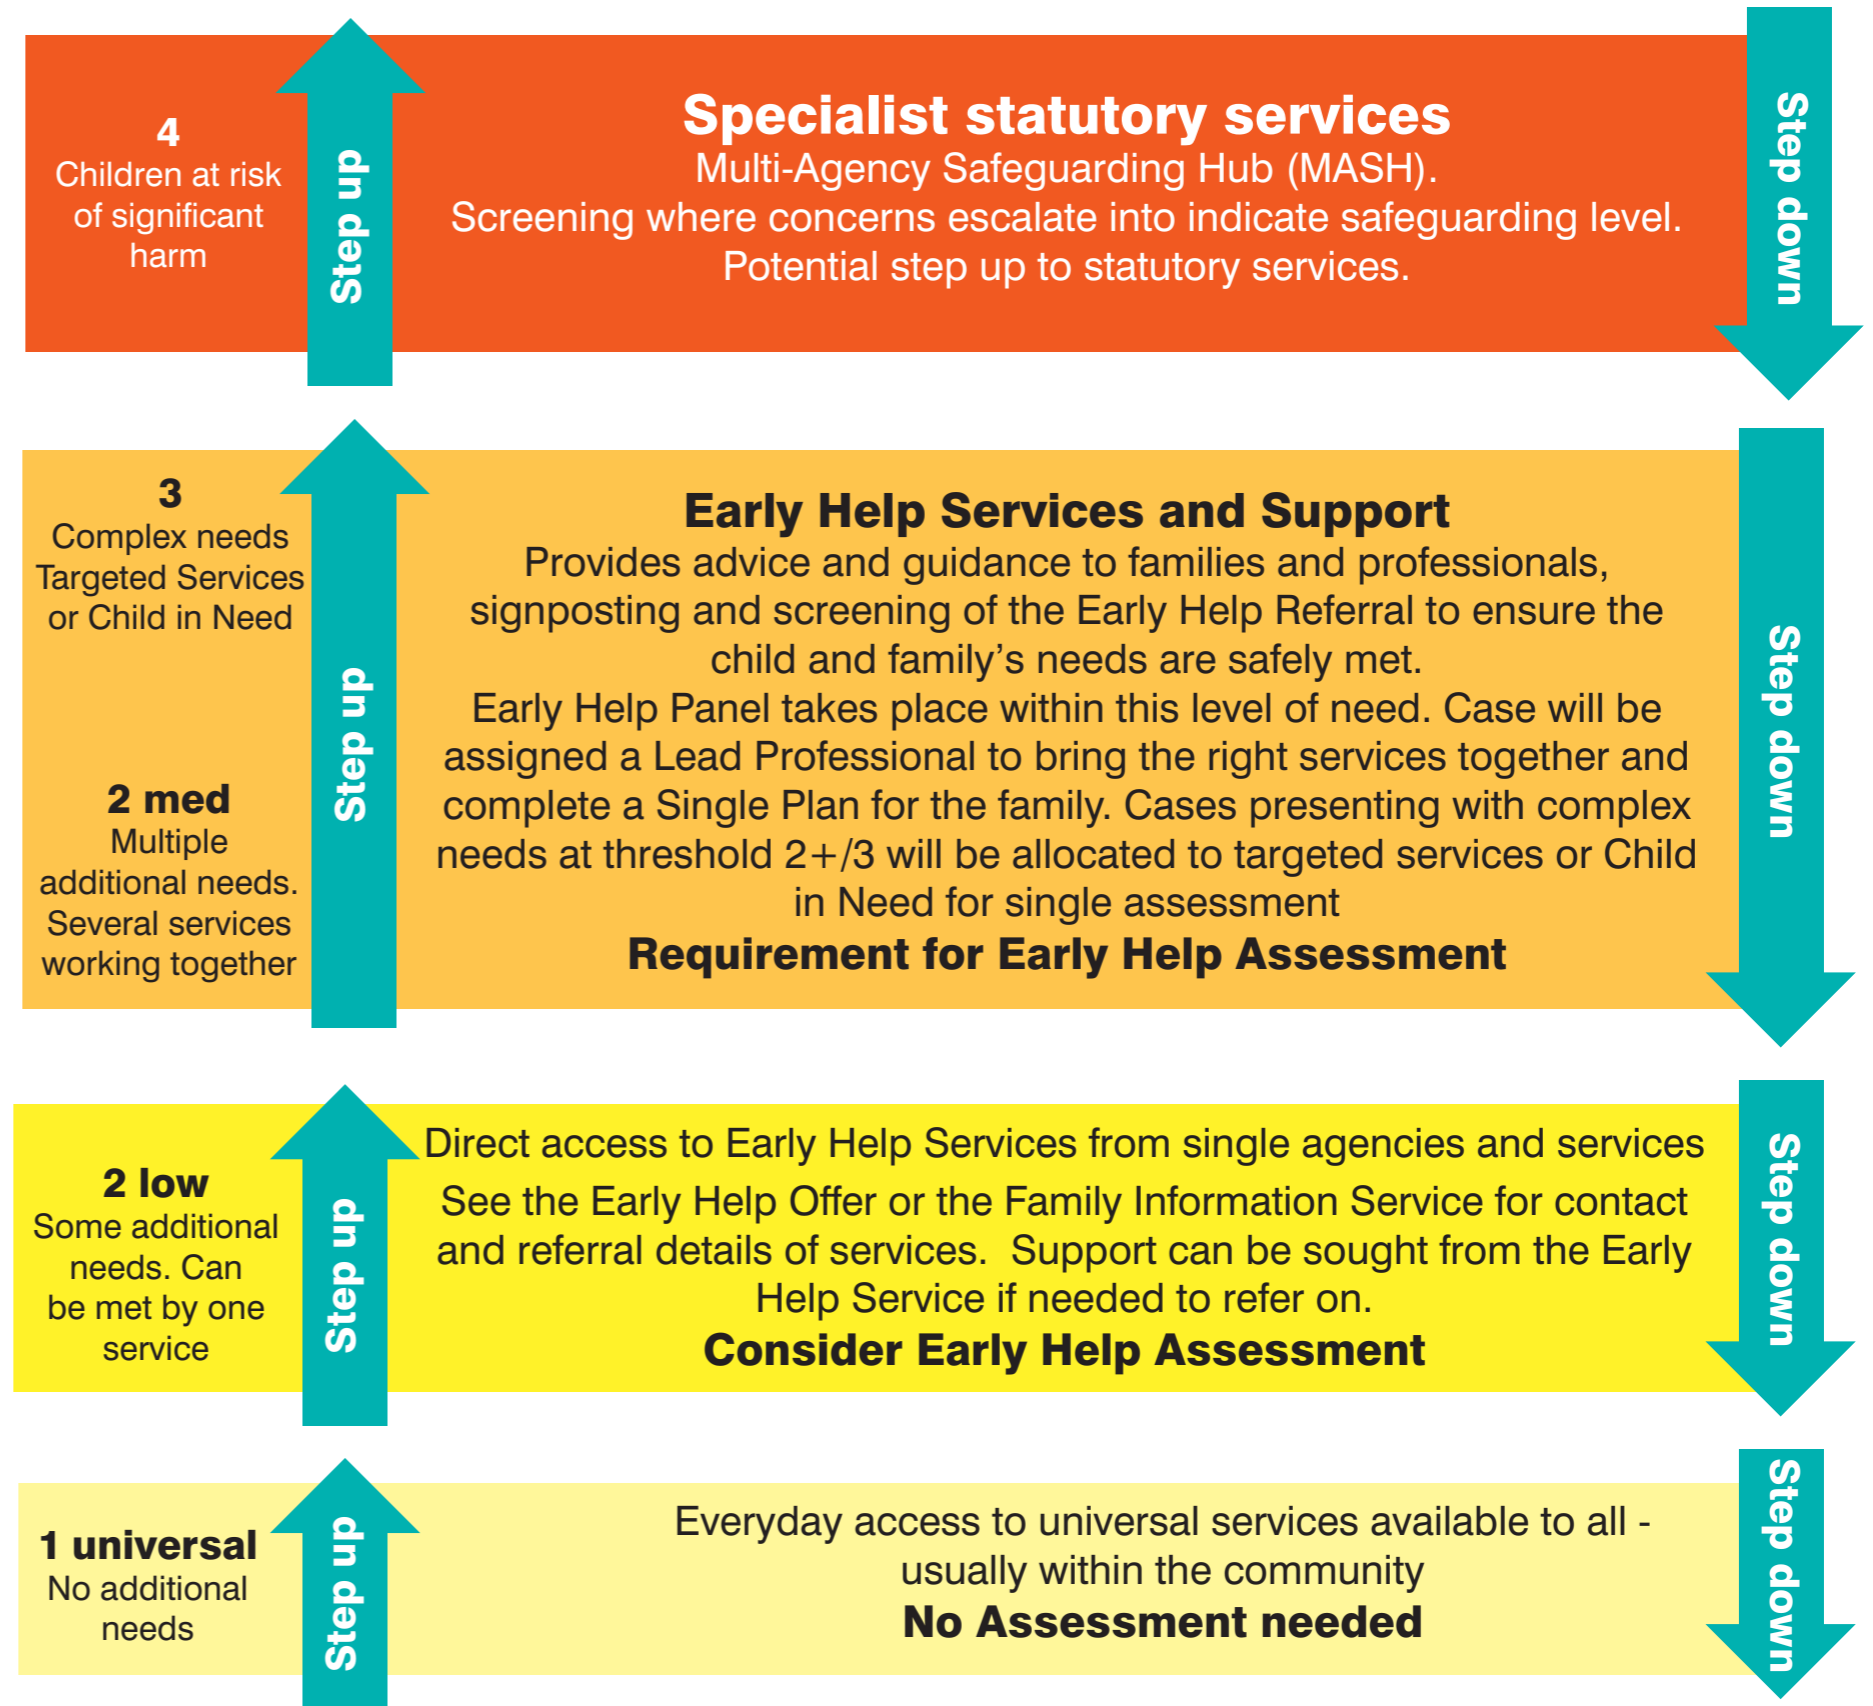 4
Children at risk
of significant
harm
Step up
Specialist statutory services
Multi-Agency Safeguarding Hub (MASH).
Screening where concerns escalate into indicate safeguarding level.
Potential step up to statutory services.
Step down
3
Complex needs
Targeted Services
or Child in Need
2 med
Multiple
additional needs.
Several services
working together
Step up
Early Help Services and Support
Provides advice and guidance to families and professionals,
signposting and screening of the Early Help Referral to ensure the
child and family’s needs are safely met.
Early Help Panel takes place within this level of need. Case will be
assigned a Lead Professional to bring the right services together and
complete a Single Plan for the family. Cases presenting with complex
needs at threshold 2+/3 will be allocated to targeted services or Child
in Need for single assessment
Requirement for Early Help Assessment
Step down
2 low
Some additional
needs. Can
be met by one
service
Step up
Direct access to Early Help Services from single agencies and services
See the Early Help Offer or the Family Information Service for contact
and referral details of services.  Support can be sought from the Early
Help Service if needed to refer on.
Consider Early Help Assessment
Step down
1 universal
No additional
needs
Step up
Everyday access to universal services available to all -
usually within the community
No Assessment needed
Step down